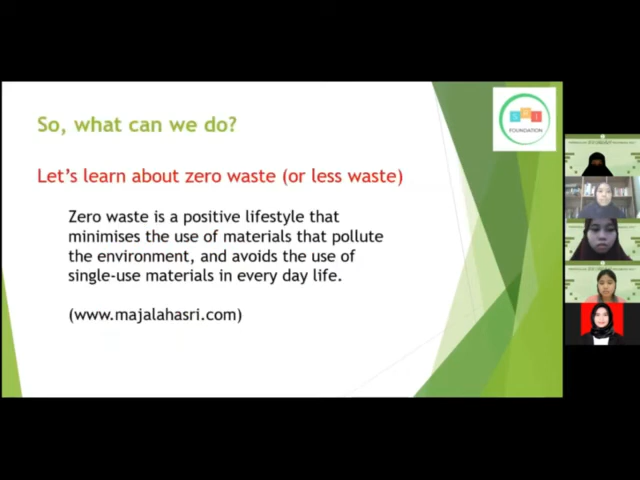 So, what can we do?
SRI
FOUNDATION
Let's learn about zero waste (or less waste)
Zero waste is a positive lifestyle that
minimises the use of materials that pollute
the environment, and avoids the use of
single-use materials in every day life.
(www.majalahasri.com)